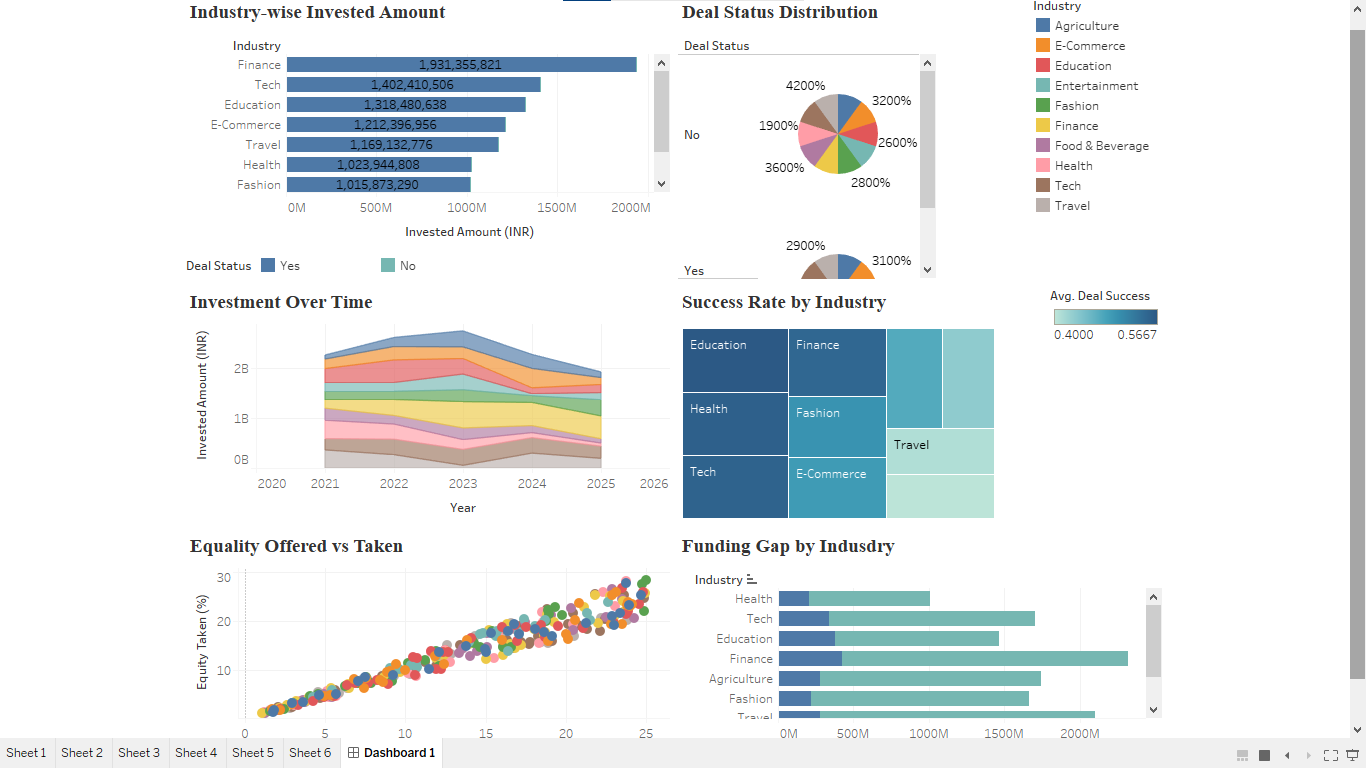 Industry-wise Invested Amount
Industry
Finance 1,931,355,821
Tech 1,402,410,506
Education 1,318,480,638
E-Commerce 1,212,396,956
Travel 1,169,132,776
Health 1,023,944,808
Fashion 1,015,873,290
0M 500M 1000M 1500M 2000M
Invested Amount (INR)
Deal Status Yes No
Deal Status Distribution
Deal Status
No
4200%
3200%
1900%
2600%
3600%
2800%
Yes
2900%
3100%
Industry
Agriculture
E-Commerce
Education
Entertainment
Fashion
Finance
Food & Beverage
Health
Tech
Travel
Investment Over Time
Invested Amount (INR)
2B
1B
0B
2020 2021 2022 2023 2024 2025 2026
Year
Success Rate by Industry
Education
Finance
Health
Fashion
Travel
Tech
E-Commerce
Avg. Deal Success
0.4000 0.5667
Equality Offered vs Taken
Equity Taken (%)
30
20
10
0 5 10 15 20 25
Funding Gap by Indusdry
Industry
Health
Tech
Education
Finance
Agriculture
Fashion
Travel
0M 500M 1000M 1500M 2000M
Sheet 1 Sheet 2 Sheet 3 Sheet 4 Sheet 5 Sheet 6 Dashboard 1